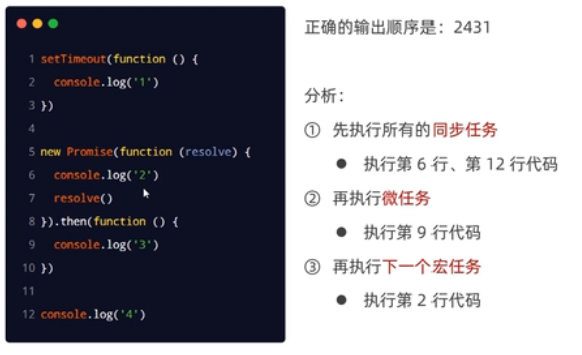 1 setTimeout(function () {
2 console.log('1')
3 })
4
5 new Promise(function (resolve) {
6 console.log('2')
7 resolve()
8 }).then(function () {
9 console.log('3')
10 })
11
12 console.log('4')
正确的输出顺序是：2431
分析：
① 先执行所有的同步任务
● 执行第 6 行、第 12 行代码
② 再执行微任务
● 执行第 9 行代码
③ 再执行下一个宏任务
● 执行第 2 行代码